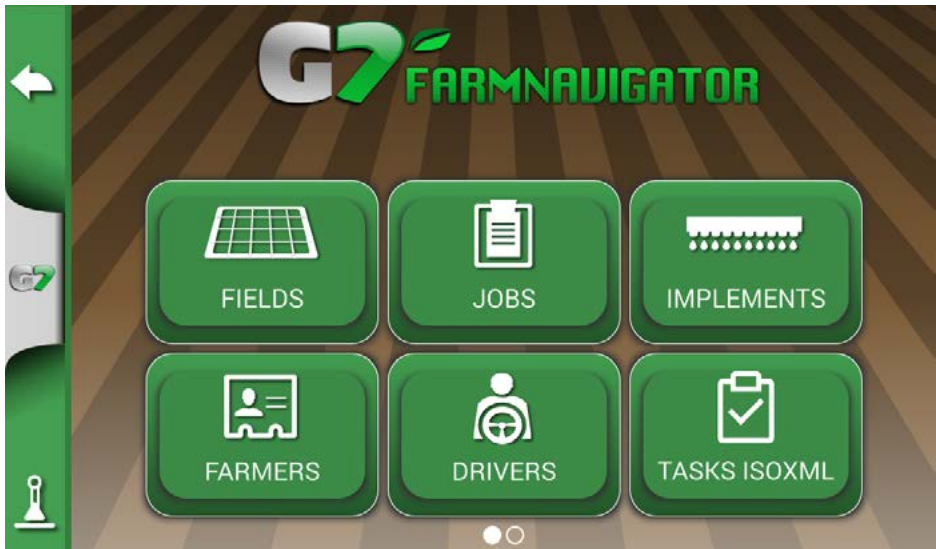 G7 FARMNAVIGATOR
G7
FIELDS
JOBS
IMPLEMENTS
FARMERS
DRIVERS
TASKS ISOXML